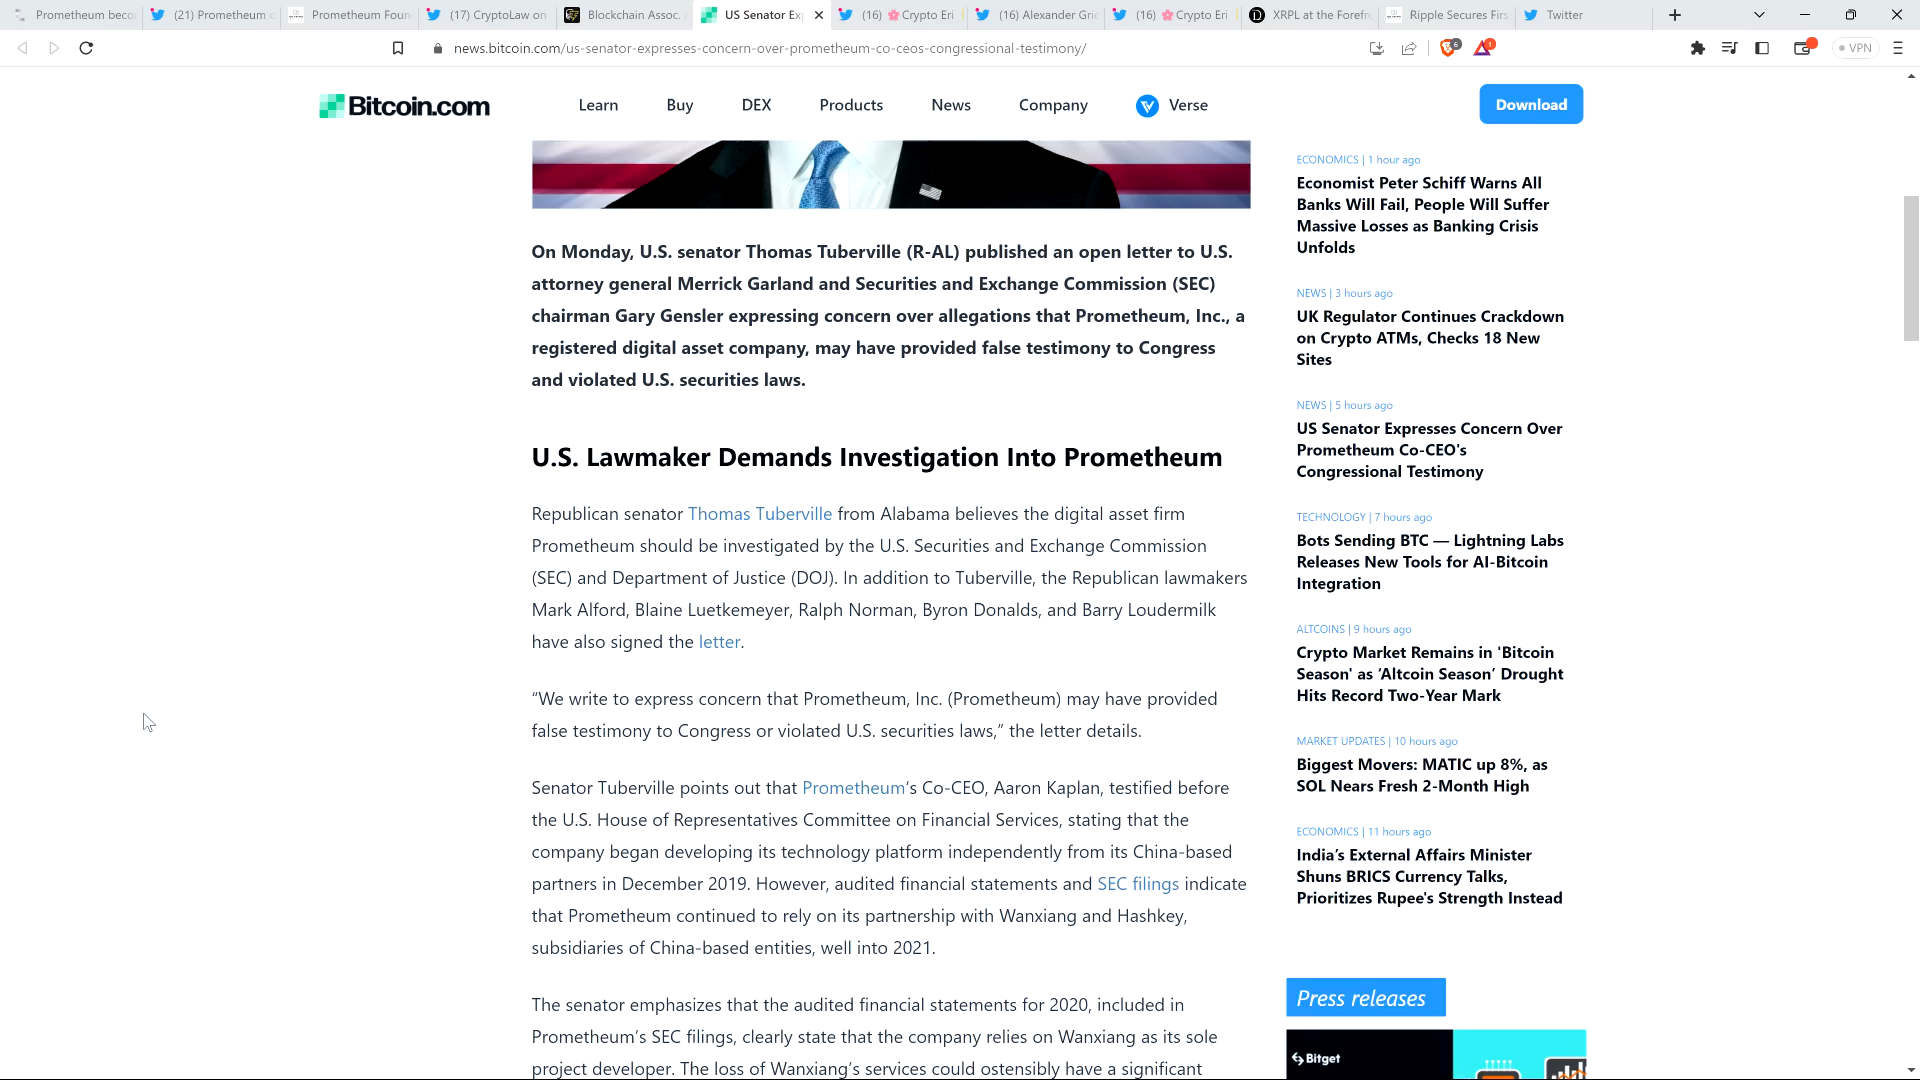 Prometheum beco
(21) Prometheum c
Prometheum Foun
(17) CryptoLaw on
Blockchain Assoc.
US Senator Ex
(16) 🌸 Crypto Eri
(16) Alexander Gri
(16) 🌸 Crypto Eri
XRPL at the Forefr
Ripple Secures Firs
Twitter
news.bitcoin.com/us-senator-expresses-concern-over-prometheum-co-ceos-congressional-testimony/
6
1
VPN
Bitcoin.com
Learn
Buy
DEX
Products
News
Company
Verse
Download
On Monday, U.S. senator Thomas Tuberville (R-AL) published an open letter to U.S.
attorney general Merrick Garland and Securities and Exchange Commission (SEC)
chairman Gary Gensler expressing concern over allegations that Prometheum, Inc., a
registered digital asset company, may have provided false testimony to Congress
and violated U.S. securities laws.
U.S. Lawmaker Demands Investigation Into Prometheum
Republican senator Thomas Tuberville from Alabama believes the digital asset firm
Prometheum should be investigated by the U.S. Securities and Exchange Commission
(SEC) and Department of Justice (DOJ). In addition to Tuberville, the Republican lawmakers
Mark Alford, Blaine Luetkemeyer, Ralph Norman, Byron Donalds, and Barry Loudermilk
have also signed the letter.
“We write to express concern that Prometheum, Inc. (Prometheum) may have provided
false testimony to Congress or violated U.S. securities laws,” the letter details.
Senator Tuberville points out that Prometheum‘s Co-CEO, Aaron Kaplan, testified before
the U.S. House of Representatives Committee on Financial Services, stating that the
company began developing its technology platform independently from its China-based
partners in December 2019. However, audited financial statements and SEC filings indicate
that Prometheum continued to rely on its partnership with Wanxiang and Hashkey,
subsidiaries of China-based entities, well into 2021.
The senator emphasizes that the audited financial statements for 2020, included in
Prometheum’s SEC filings, clearly state that the company relies on Wanxiang as its sole
project developer. The loss of Wanxiang’s services could ostensibly have a significant
ECONOMICS | 1 hour ago
Economist Peter Schiff Warns All
Banks Will Fail, People Will Suffer
Massive Losses as Banking Crisis
Unfolds
NEWS | 3 hours ago
UK Regulator Continues Crackdown
on Crypto ATMs, Checks 18 New
Sites
NEWS | 5 hours ago
US Senator Expresses Concern Over
Prometheum Co-CEO's
Congressional Testimony
TECHNOLOGY | 7 hours ago
Bots Sending BTC — Lightning Labs
Releases New Tools for AI-Bitcoin
Integration
ALTCOINS | 9 hours ago
Crypto Market Remains in 'Bitcoin
Season' as ‘Altcoin Season’ Drought
Hits Record Two-Year Mark
MARKET UPDATES | 10 hours ago
Biggest Movers: MATIC up 8%, as
SOL Nears Fresh 2-Month High
ECONOMICS | 11 hours ago
India’s External Affairs Minister
Shuns BRICS Currency Talks,
Prioritizes Rupee's Strength Instead
Press releases
Bitget